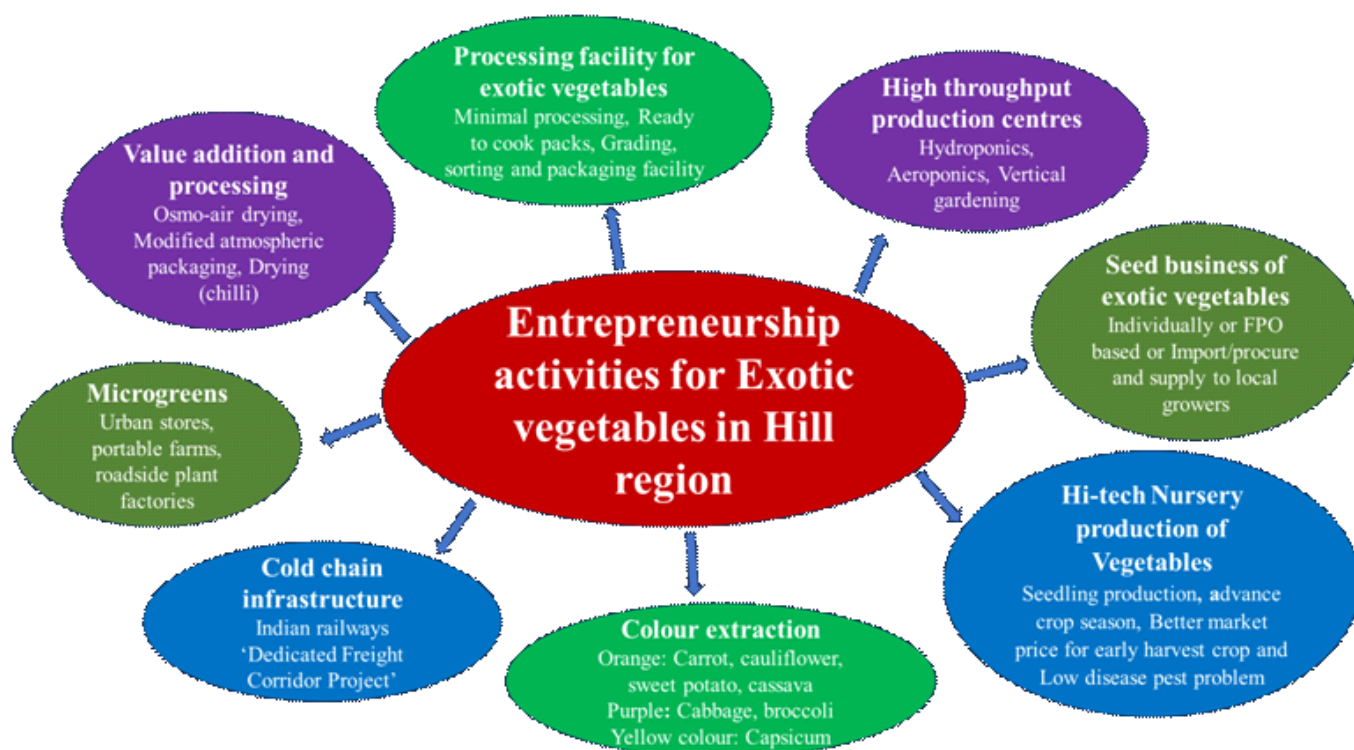 Processing facility for
exotic vegetables
Minimal processing, Ready
to cook packs, Grading,
sorting and packaging facility
High throughput
production centres
Hydroponics,
Aeroponics, Vertical
gardening
Value addition and
processing
Osmo-air drying,
Modified atmospheric
packaging, Drying
(chilli)
Seed business of
exotic vegetables
Individually or FPO
based or Import/procure
and supply to local
growers
Entrepreneurship
activities for Exotic
vegetables in Hill
region
Microgreens
Urban stores,
portable farms,
roadside plant
factories
Hi-tech Nursery
production of
Vegetables
Seedling production, advance
crop season, Better market
price for early harvest crop and
Low disease pest problem
Cold chain
infrastructure
Indian railways
‘Dedicated Freight
Corridor Project’
Colour extraction
Orange: Carrot, cauliflower,
sweet potato, cassava
Purple: Cabbage, broccoli
Yellow colour: Capsicum